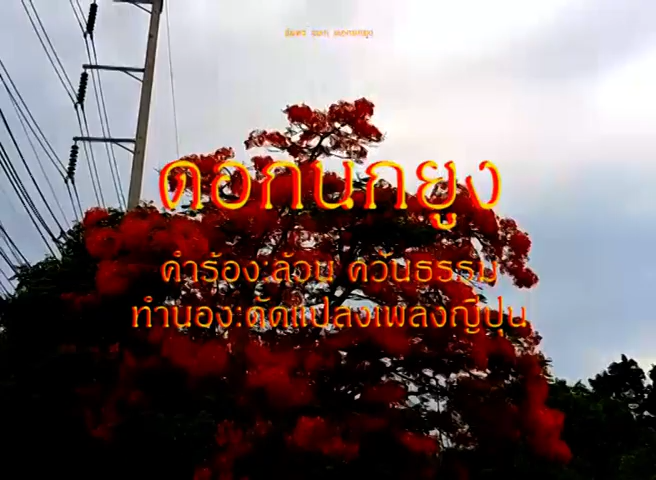 ดอกนกยูง
คำร้อง:ล้วน ควันธรรม
ทำนอง:ดัดแปลงเพลงญี่ปุ่น